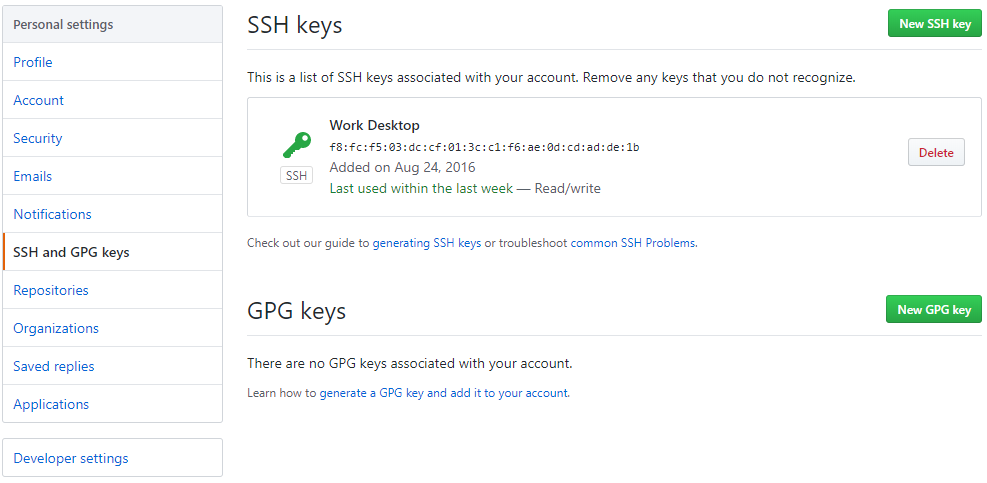 Personal settings
Profile
Account
Security
Emails
Notifications
SSH and GPG keys
Repositories
Organizations
Saved replies
Applications
Developer settings
SSH keys
New SSH key
This is a list of SSH keys associated with your account. Remove any keys that you do not recognize.
Work Desktop
f8:fc:f5:03:dc:cf:01:3c:c1:f6:ae:0d:cd:ad:de:1b
Added on Aug 24, 2016
Last used within the last week — Read/write
SSH
Delete
Check out our guide to generating SSH keys or troubleshoot common SSH Problems.
GPG keys
New GPG key
There are no GPG keys associated with your account.
Learn how to generate a GPG key and add it to your account.